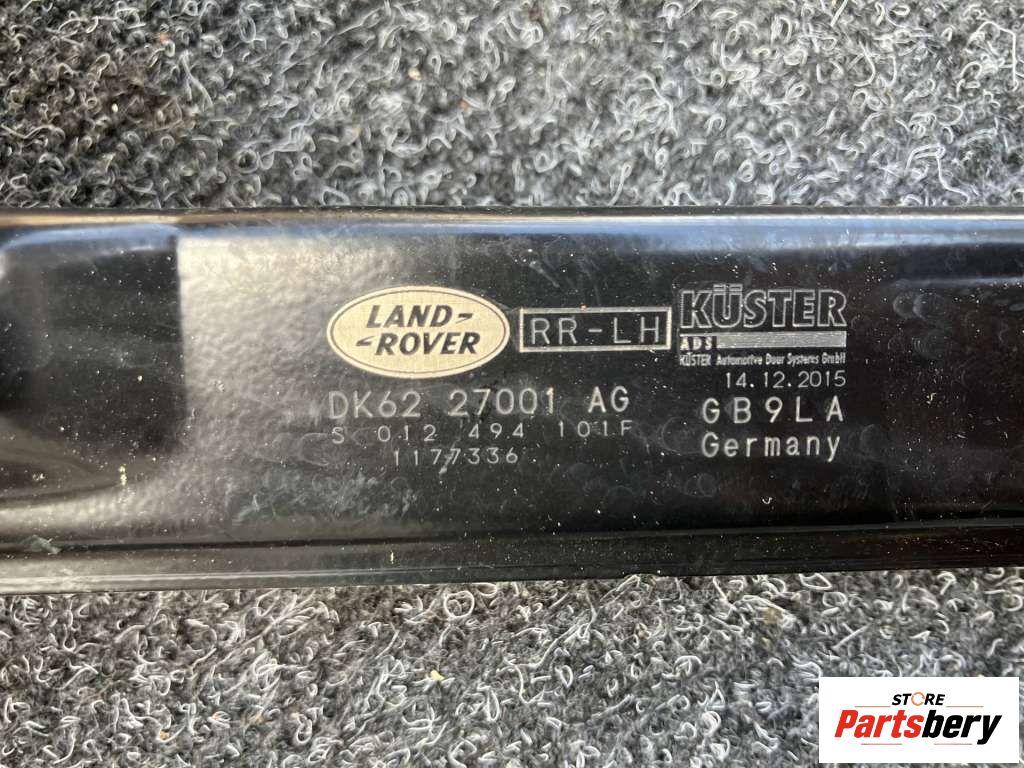 LAND-
-ROVER
RR-LH
KÜSTER
ADS
KÜSTER Automotive Door Systems GmbH
14.12.2015
DK62 27001 AG
GB9LA
S 012 494 101F
Germany
1177336
STORE
Partsbery